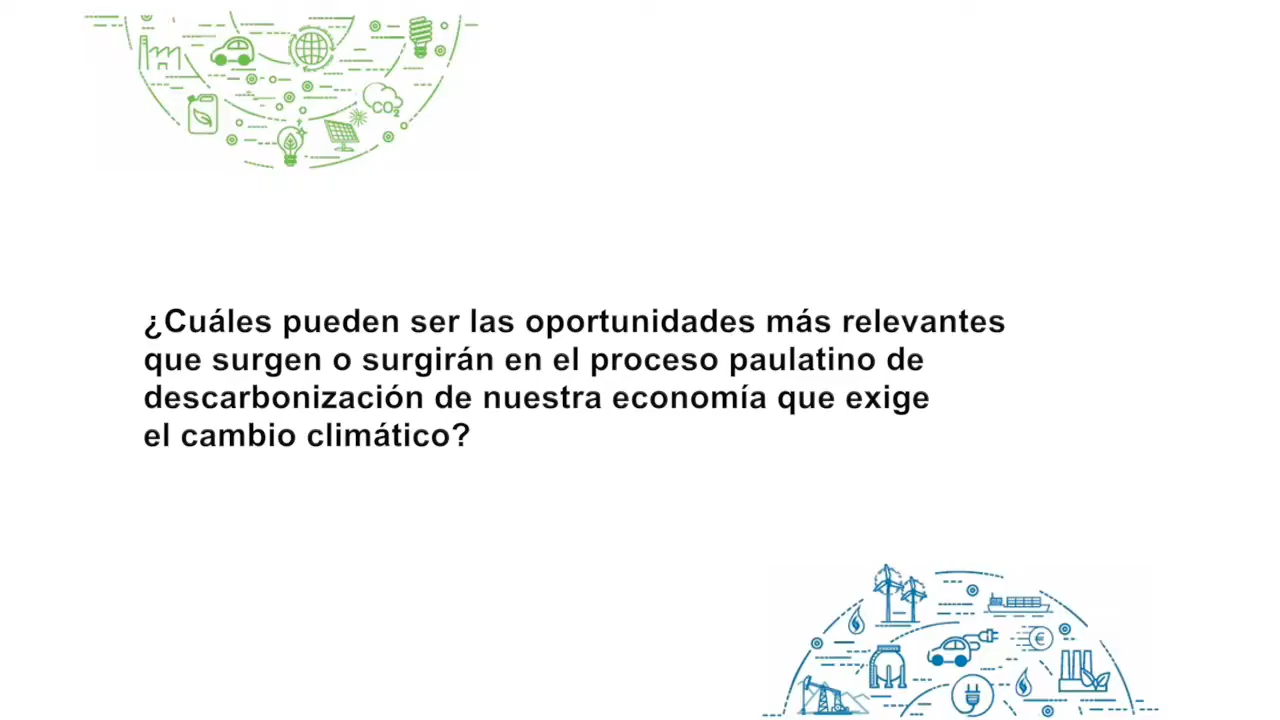 CO2
¿Cuáles pueden ser las oportunidades más relevantes
que surgen o surgirán en el proceso paulatino de
descarbonización de nuestra economía que exige
el cambio climático?
€